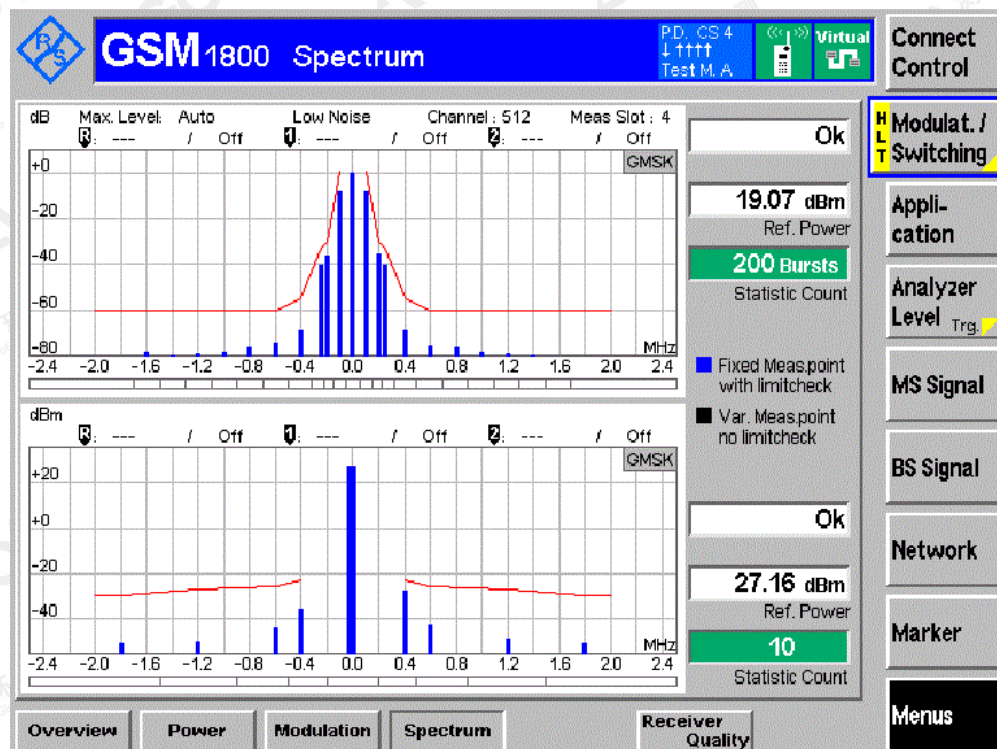 R/S
GSM 1800 Spectrum
P.D. CS 4
Test M. A.
Virtual
Connect Control
dB Max. Level: Auto Low Noise Channel : 512 Meas Slot : 4
R: --- / Off 1: --- / Off 2: --- / Off
GMSK
+0
-20
-40
-60
-80
MHz
-2.4 -2.0 -1.6 -1.2 -0.8 -0.4 0.0 0.4 0.8 1.2 1.6 2.0 2.4
Ok
19.07 dBm
Ref. Power
200 Bursts
Statistic Count
Fixed Meas.point
with limitcheck
Var. Meas.point
no limitcheck
dBm
R: --- / Off 1: --- / Off 2: --- / Off
GMSK
+20
+0
-20
-40
MHz
-2.4 -2.0 -1.6 -1.2 -0.8 -0.4 0.0 0.4 0.8 1.2 1.6 2.0 2.4
Ok
27.16 dBm
Ref. Power
10
Statistic Count
HLT
Modulat. /
Switching
Appli-
cation
Analyzer
Level Trg.
MS Signal
BS Signal
Network
Marker
Menus
Overview
Power
Modulation
Spectrum
Receiver
Quality